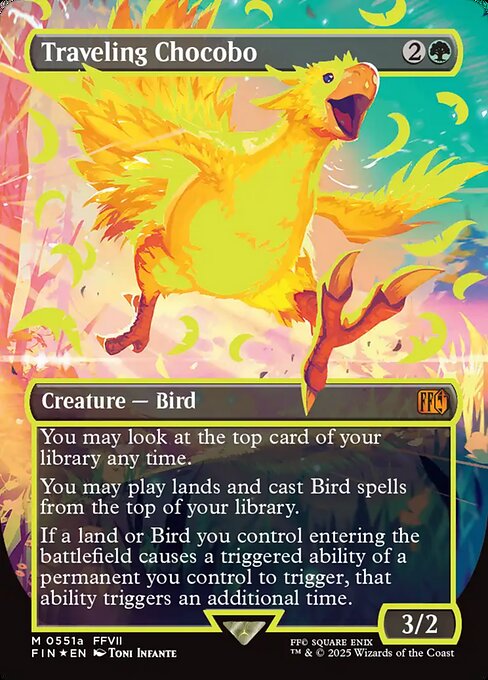 Traveling Chocobo 2
Creature — Bird
You may look at the top card of your
library any time.
You may play lands and cast Bird spells
from the top of your library.
If a land or Bird you control entering the
battlefield causes a triggered ability of a
permanent you control to trigger, that
ability triggers an additional time.
3/2
M 0551a FFVII
FIN★EN Toni Infante
FF© SQUARE ENIX
™ & © 2025 Wizards of the Coast